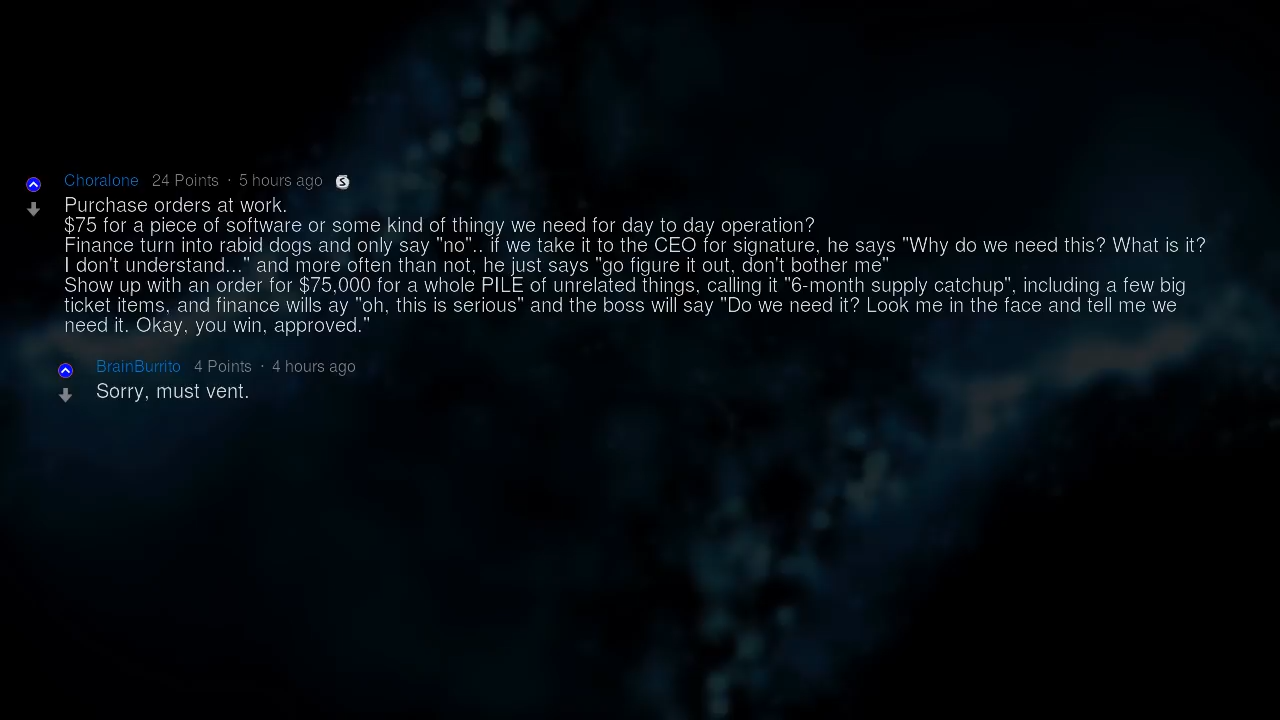 Choralone 24 Points · 5 hours ago
Purchase orders at work.
$75 for a piece of software or some kind of thingy we need for day to day operation?
Finance turn into rabid dogs and only say "no".. if we take it to the CEO for signature, he says "Why do we need this? What is it?
I don't understand..." and more often than not, he just says "go figure it out, don't bother me"
Show up with an order for $75,000 for a whole PILE of unrelated things, calling it "6-month supply catchup", including a few big
ticket items, and finance wills ay "oh, this is serious" and the boss will say "Do we need it? Look me in the face and tell me we
need it. Okay, you win, approved."
BrainBurrito 4 Points · 4 hours ago
Sorry, must vent.